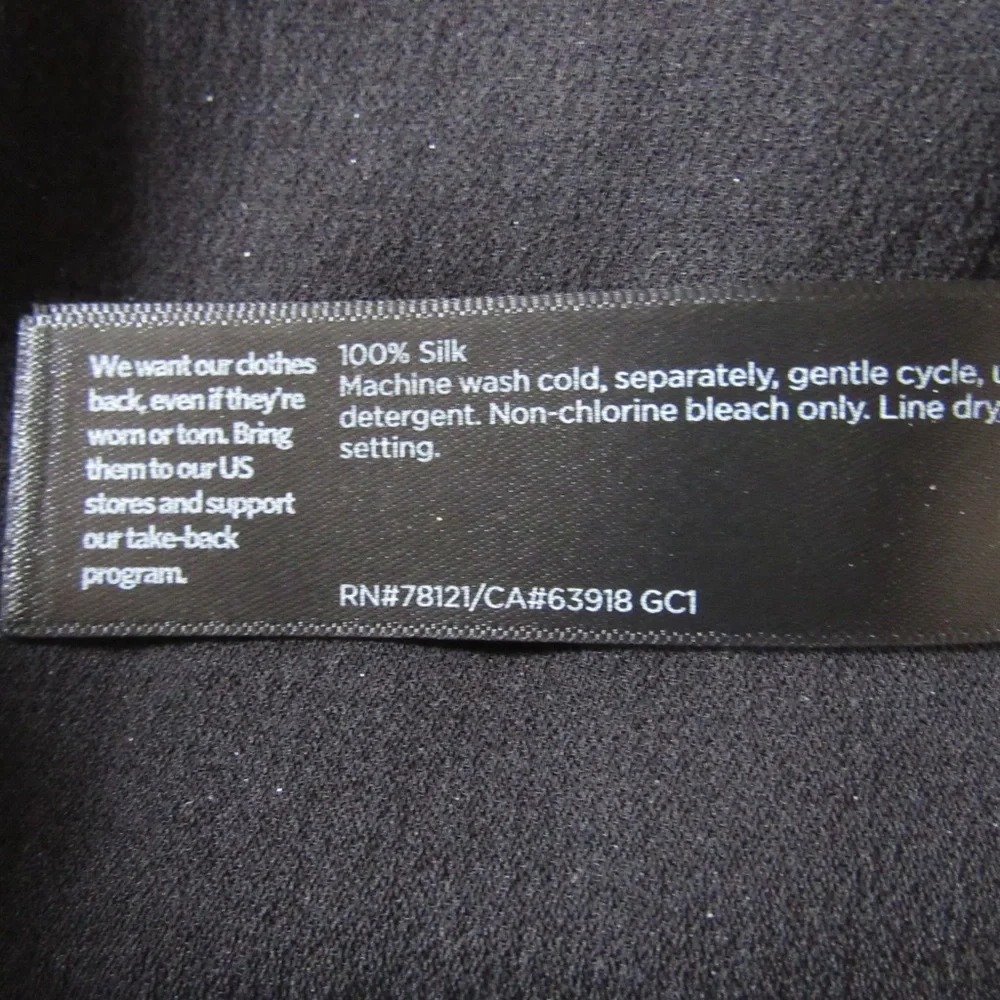 We want our clothes
back, even if they're
worn or torn. Bring
them to our US
stores and support
our take-back
program.
100% Silk
Machine wash cold, separately, gentle cycle,
detergent. Non-chlorine bleach only. Line dry,
setting.
RN#78121/CA#63918 GC1